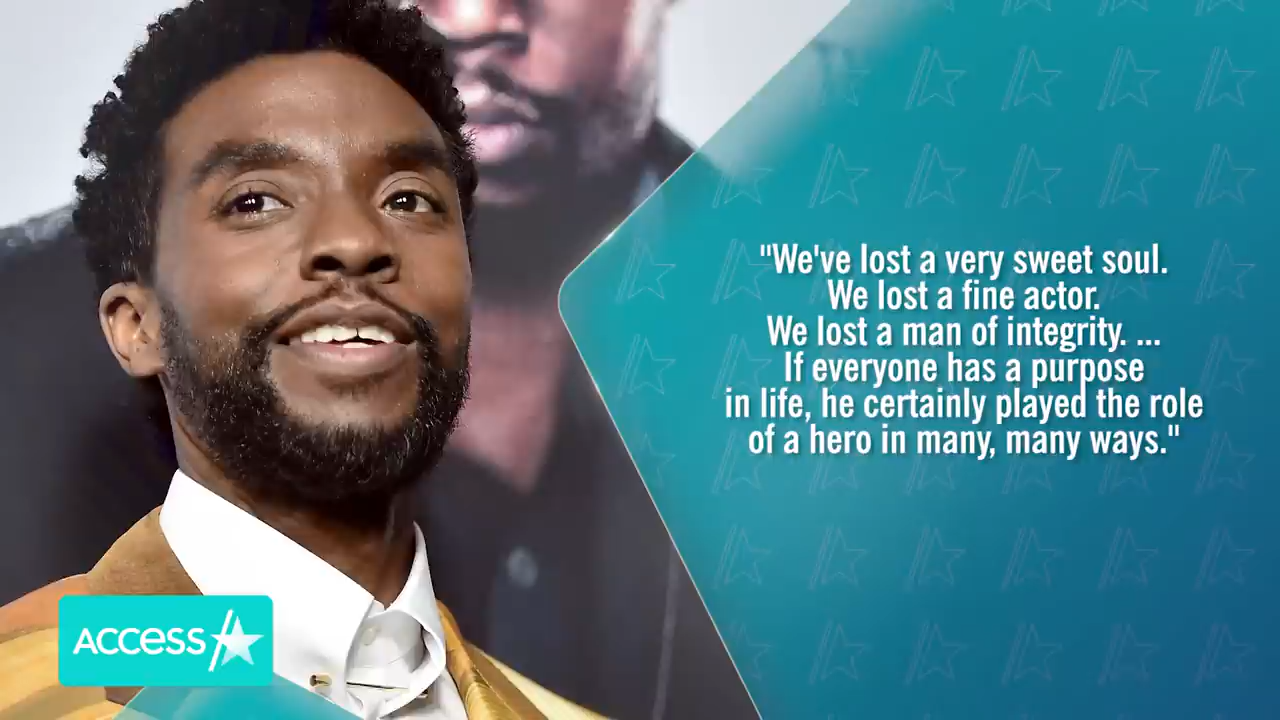 "We've lost a very sweet soul.
We lost a fine actor.
We lost a man of integrity. ...
If everyone has a purpose
in life, he certainly played the role
of a hero in many, many ways."
ACCESS